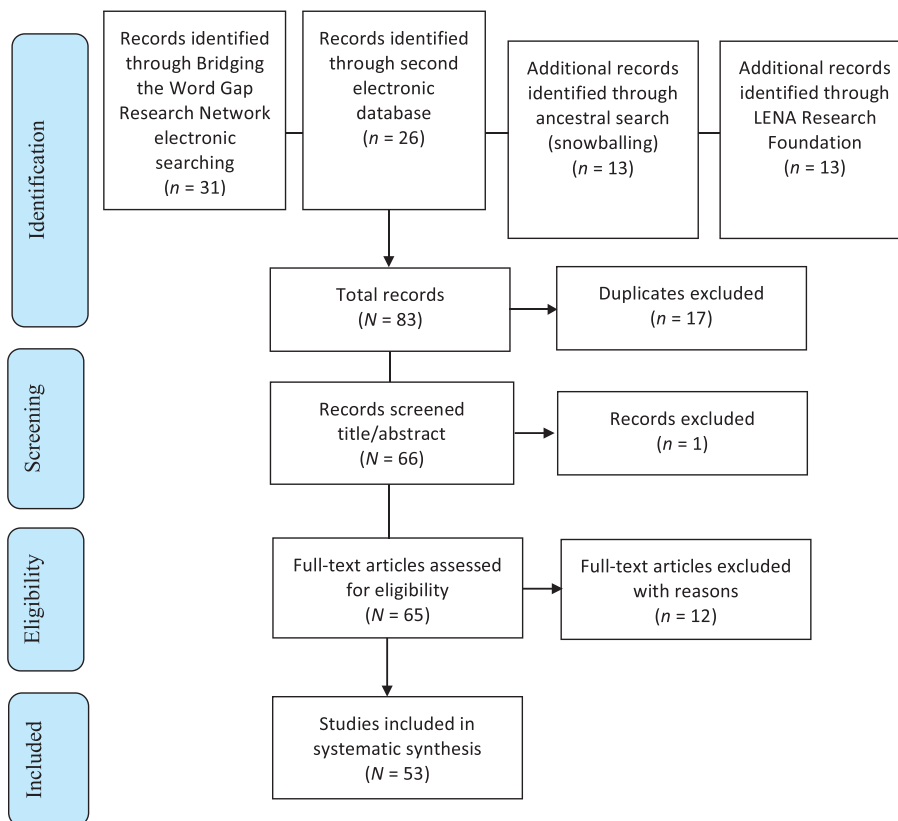 Identification
Records identified
through Bridging
the Word Gap
Research Network
electronic
searching
(n = 31)
Records identified
through second
electronic
database
(n = 26)
Additional records
identified through
ancestral search
(snowballing)
(n = 13)
Additional records
identified through
LENA Research
Foundation
(n = 13)
Total records
(N = 83)
Duplicates excluded
(n = 17)
Screening
Records screened
title/abstract
(N = 66)
Records excluded
(n = 1)
Eligibility
Full-text articles assessed
for eligibility
(N = 65)
Full-text articles excluded
with reasons
(n = 12)
Included
Studies included in
systematic synthesis
(N = 53)